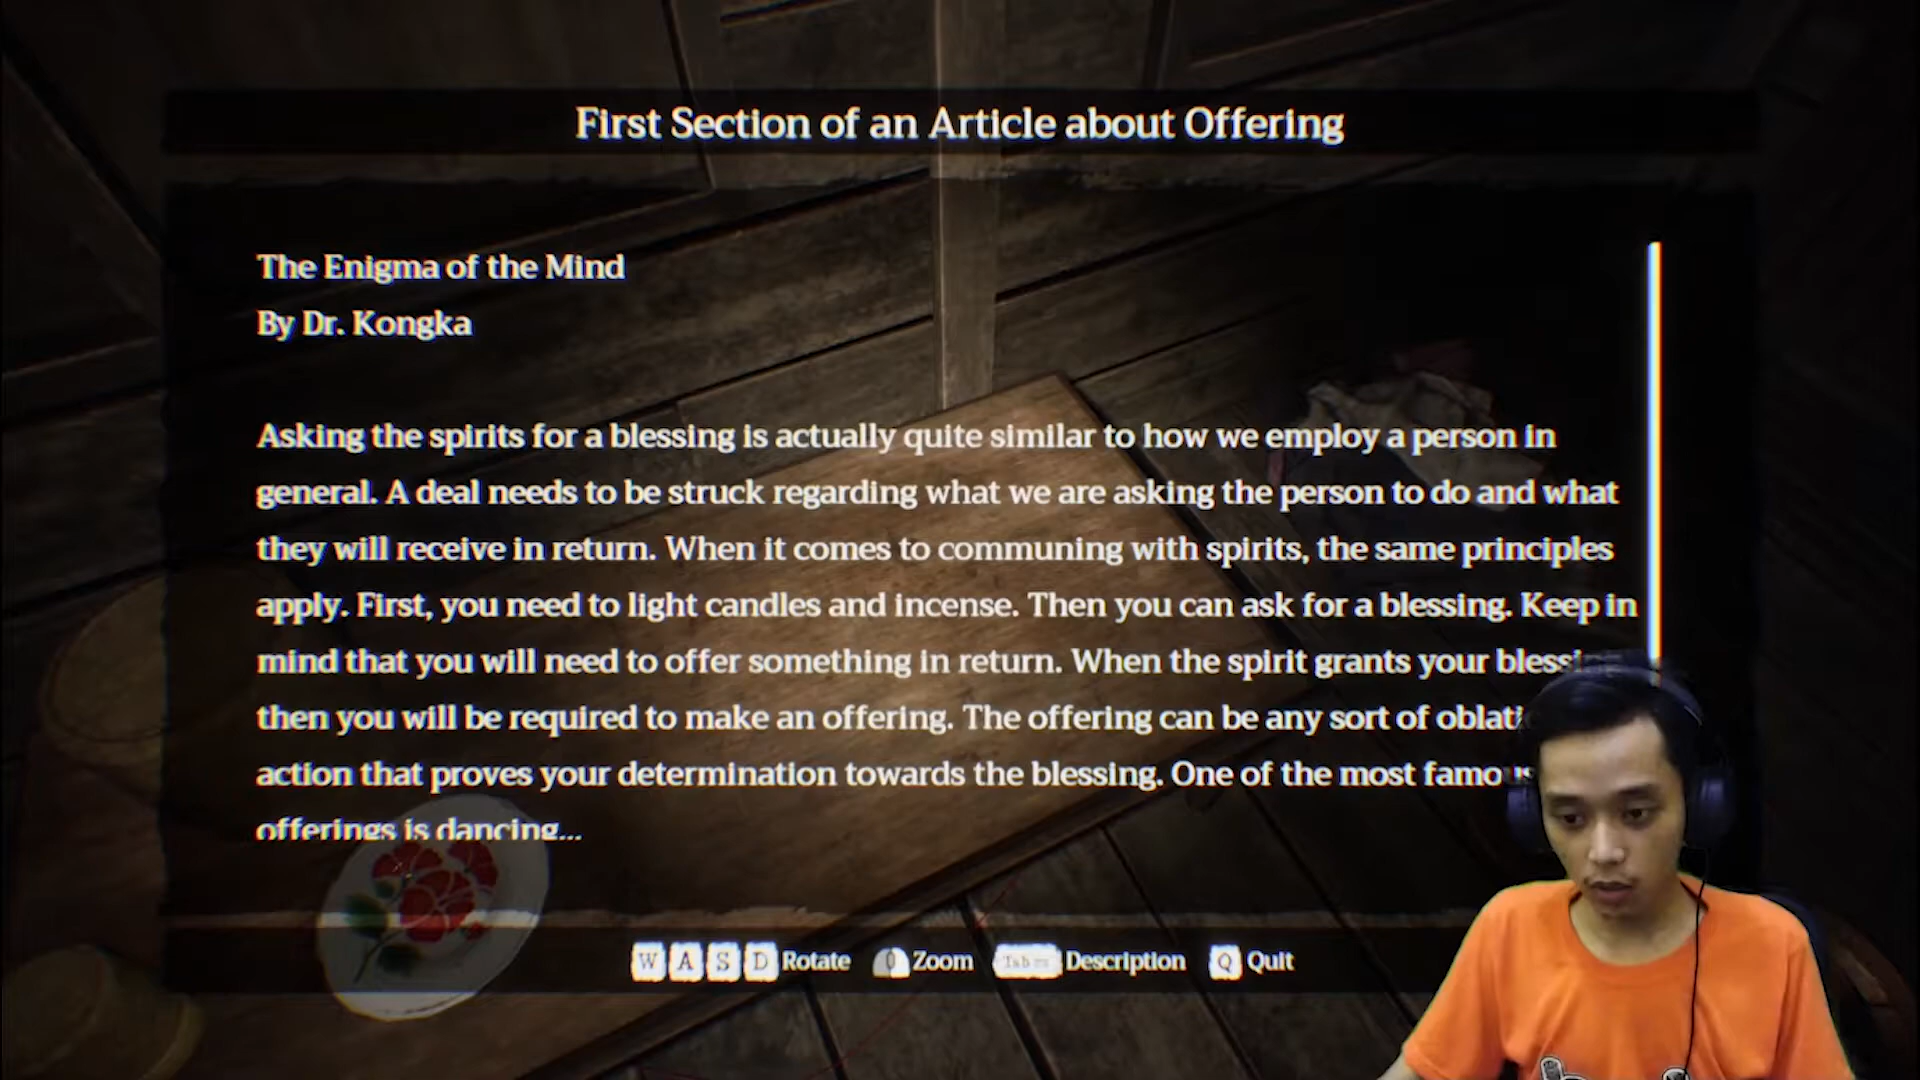 First Section of an Article about Offering
The Enigma of the Mind
By Dr. Kongka
Asking the spirits for a blessing is actually quite similar to how we employ a person in
general. A deal needs to be struck regarding what we are asking the person to do and what
they will receive in return. When it comes to communing with spirits, the same principles
apply. First, you need to light candles and incense. Then you can ask for a blessing. Keep in
mind that you will need to offer something in return. When the spirit grants your
then you will be required to make an offering. The offering can be any sort of
action that proves your determination towards the blessing. One of the most famous
offerings is dancing...
W A S D Rotate Zoom Tab Description Q Quit